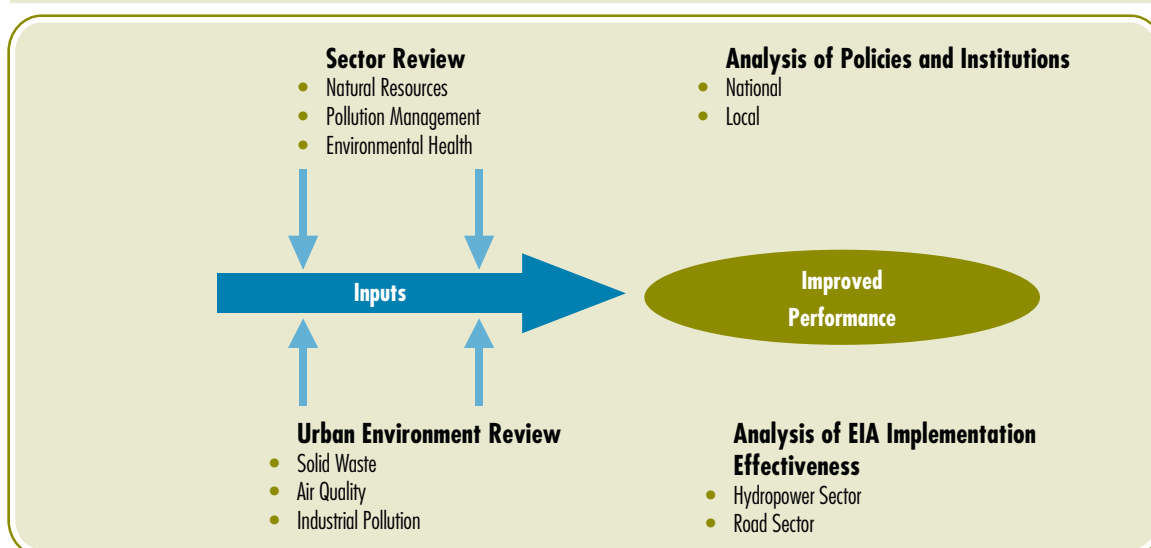 Sector Review
• Natural Resources
• Pollution Management
• Environmental Health
Analysis of Policies and Institutions
• National
• Local
Inputs
Improved
Performance
Urban Environment Review
• Solid Waste
• Air Quality
• Industrial Pollution
Analysis of EIA Implementation
Effectiveness
• Hydropower Sector
• Road Sector